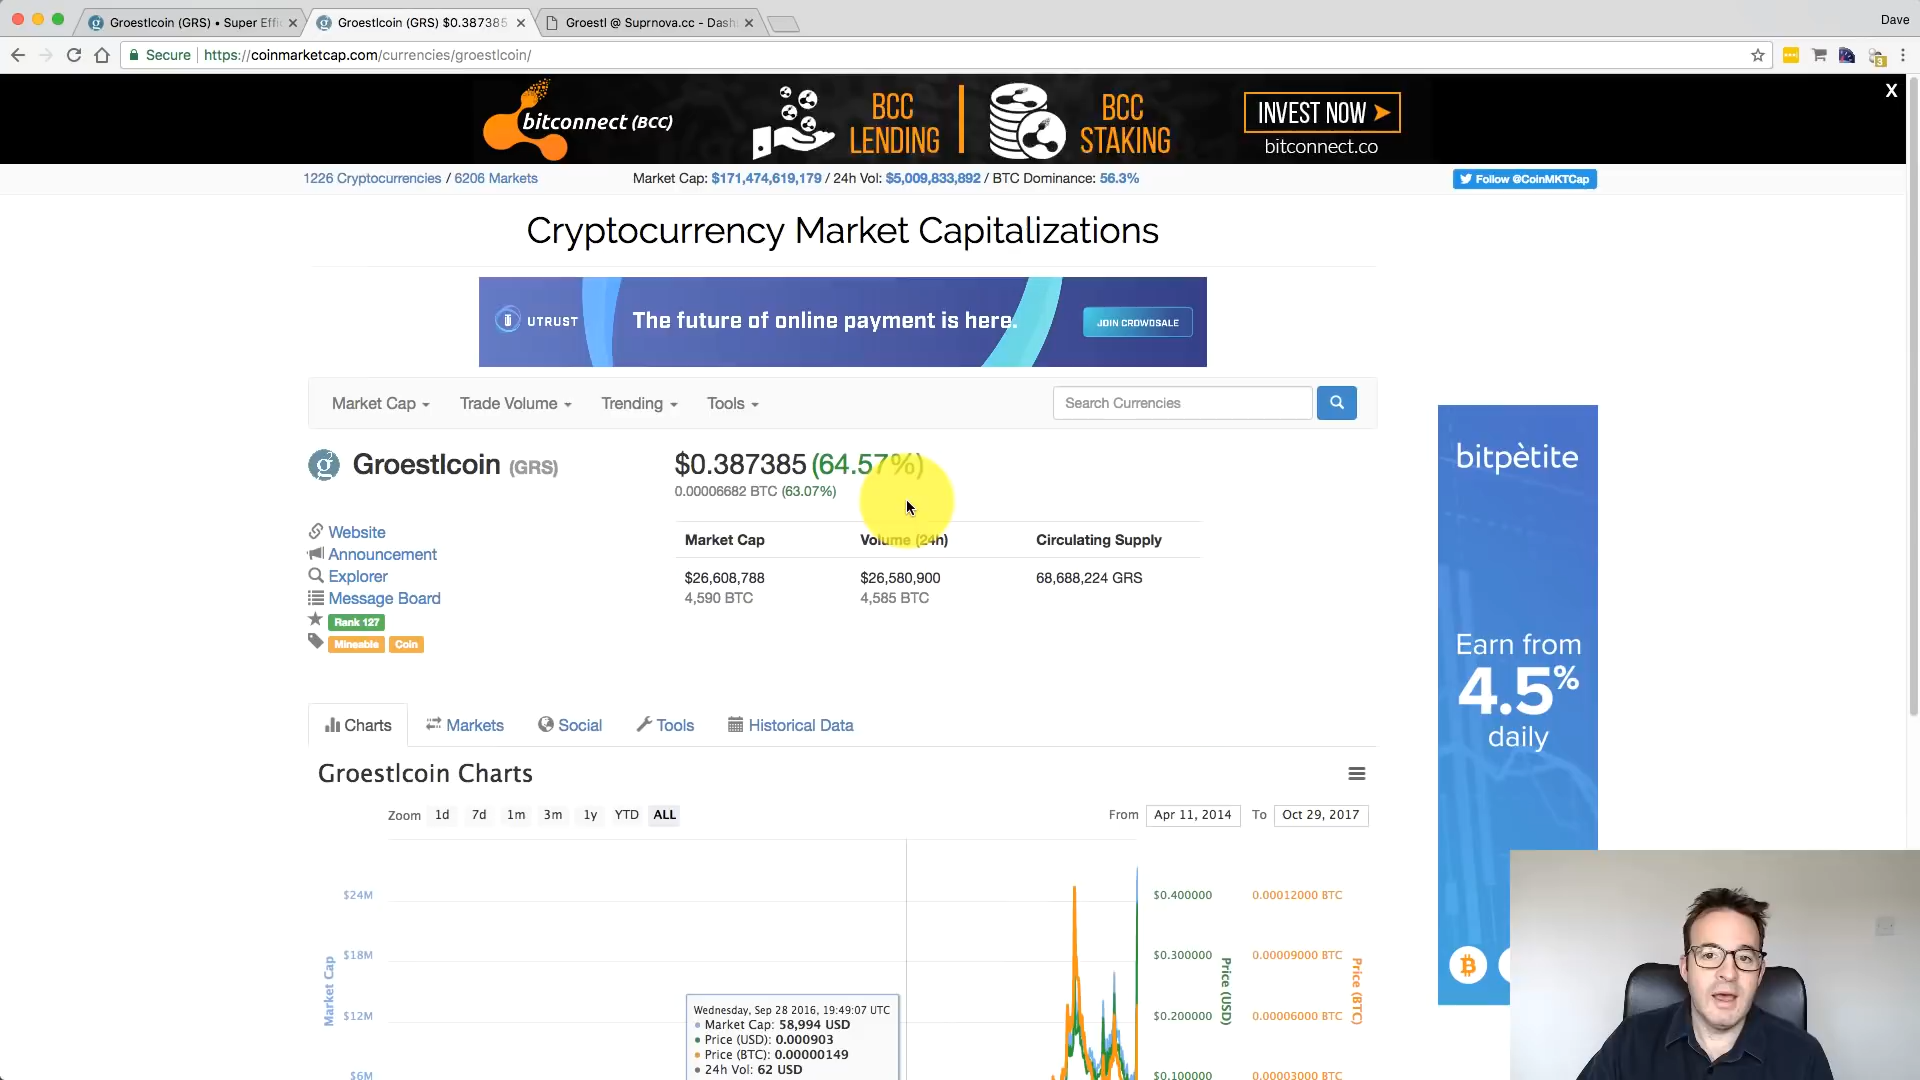 Groestlcoin (GRS) • Super Effi
Groestlcoin (GRS) $0.387385
Groestl @ Suprnova.cc - Dash
Dave
Secure
https://coinmarketcap.com/currencies/groestlcoin/
3
bitconnect (BCC)
BCC
LENDING
BCC
STAKING
INVEST NOW
bitconnect.co
X
1226 Cryptocurrencies / 6206 Markets
Market Cap: $171,474,619,179 / 24h Vol: $5,009,833,892 / BTC Dominance: 56.3%
Follow @CoinMKTCap
Cryptocurrency Market Capitalizations
UTRUST
The future of online payment is here.
JOIN CROWDSALE
Market Cap
Trade Volume
Trending
Tools
Search Currencies
Groestlcoin (GRS)
$0.387385 (64.57%)
0.00006682 BTC (63.07%)
Website
Announcement
Explorer
Message Board
Rank 127
Mineable
Coin
Market Cap
Volume (24h)
Circulating Supply
$26,608,788
$26,580,900
68,688,224 GRS
4,590 BTC
4,585 BTC
bitpètite
Earn from
4.5%
daily
Charts
Markets
Social
Tools
Historical Data
Groestlcoin Charts
Zoom
1d
7d
1m
3m
1y
YTD
ALL
From
Apr 11, 2014
To
Oct 29, 2017
$24M
$18M
$12M
$6M
Market Cap
$0.400000
$0.300000
$0.200000
$0.100000
Price (USD)
0.00012000 BTC
0.00009000 BTC
0.00006000 BTC
0.00003000 BTC
Price (BTC)
Wednesday, Sep 28 2016, 19:49:07 UTC
Market Cap: 58,994 USD
Price (USD): 0.000903
Price (BTC): 0.00000149
24h Vol: 62 USD